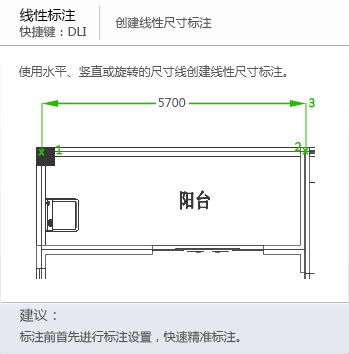 线性标注
快捷键：DLI
创建线性尺寸标注
使用水平、竖直或旋转的尺寸线创建线性尺寸标注。
5700
3
1
2
阳台
建议：
标注前首先进行标注设置，快速精准标注。